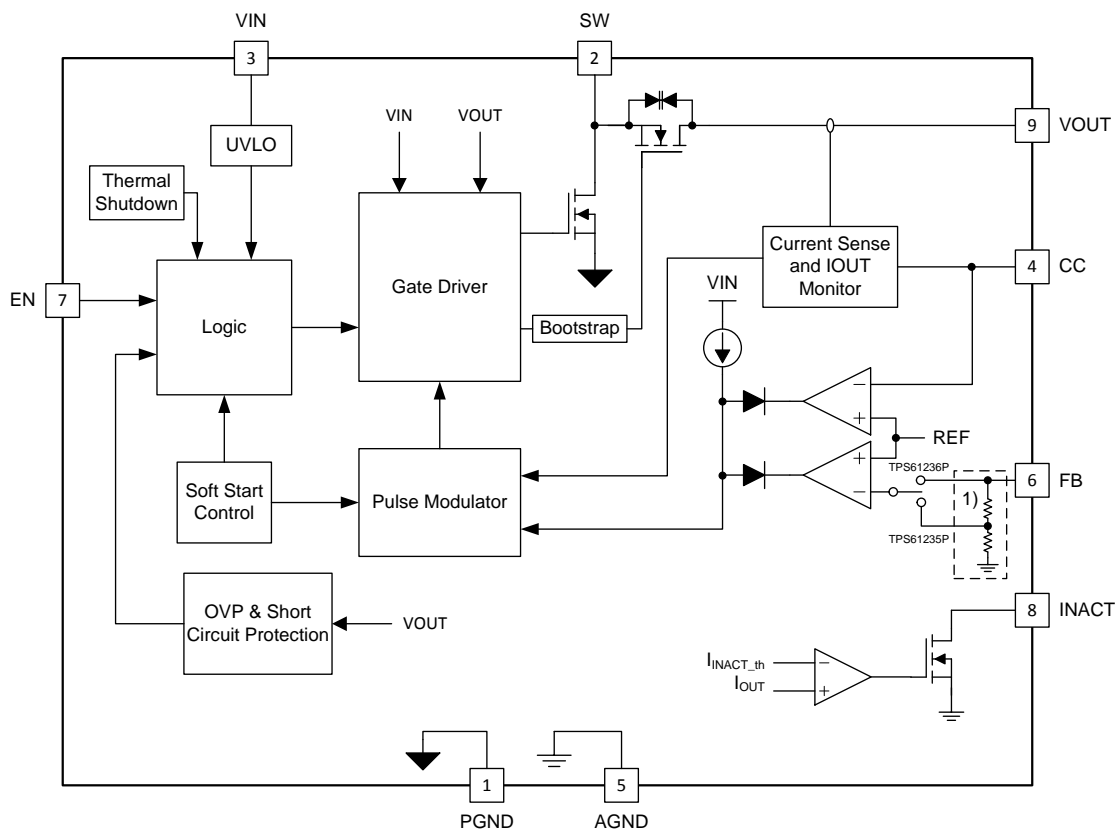 VIN
SW
3
2
VIN
VOUT
9
VOUT
UVLO
Thermal
Shutdown
Current Sense
and IOUT
Monitor
4
CC
EN
7
Logic
Gate Driver
VIN
Bootstrap
−
+
REF
+
−
TPS61236P
6
FB
1)
TPS61235P
Soft Start
Control
Pulse Modulator
OVP & Short
Circuit Protection
VOUT
8
INACT
IINACT_th
−
IOUT
+
1
5
PGND
AGND